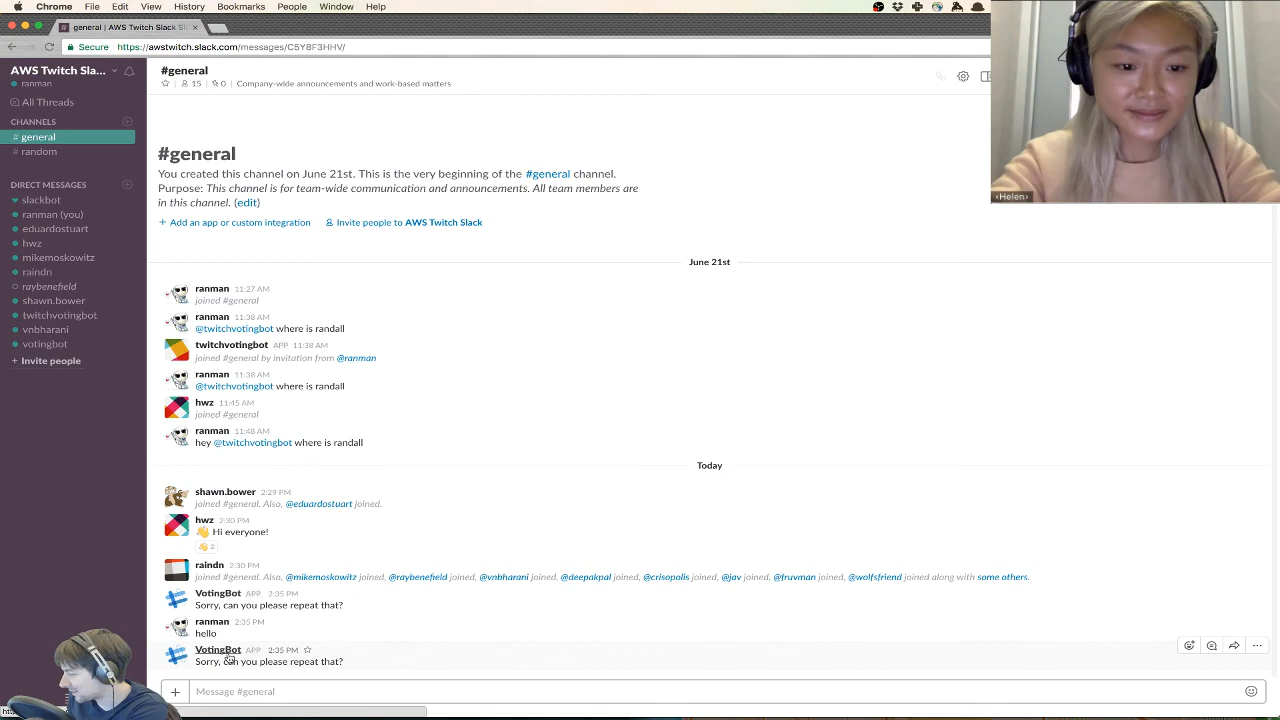 Chrome File Edit View History Bookmarks People Window Help
general | AWS Twitch Slack ×
Secure https://awstwitch.slack.com/messages/C5Y8F3HHV/
AWS Twitch Sla...
ranman
All Threads
CHANNELS
# general
# random
DIRECT MESSAGES
slackbot
ranman (you)
eduardostuart
hwz
mikemoskowitz
raindn
raybenefield
shawn.bower
twitchvotingbot
vnbharani
votingbot
+ Invite people
#general
15 0 Company-wide announcements and work-based matters
#general
You created this channel on June 21st. This is the very beginning of the #general channel.
Purpose: This channel is for team-wide communication and announcements. All team members are
in this channel. (edit)
+ Add an app or custom integration Invite people to AWS Twitch Slack
June 21st
ranman 11:27 AM
joined #general
ranman 11:38 AM
@twitchvotingbot where is randall
twitchvotingbot APP 11:38 AM
joined #general by invitation from @ranman
ranman 11:38 AM
@twitchvotingbot where is randall
hwz 11:45 AM
joined #general
ranman 11:48 AM
hey @twitchvotingbot where is randall
Today
shawn.bower 2:29 PM
joined #general. Also, @eduardostuart joined.
hwz 2:30 PM
👋 Hi everyone!
👋 2
raindn 2:30 PM
joined #general. Also, @mikemoskowitz joined, @raybenefield joined, @vnbharani joined, @deepakpal joined, @crisopolis joined, @jav joined, @fruvman joined, @wolfsfriend joined along with some others.
VotingBot APP 2:35 PM
Sorry, can you please repeat that?
ranman 2:35 PM
hello
VotingBot APP 2:35 PM
Sorry, can you please repeat that?
+ Message #general
‹Helen›